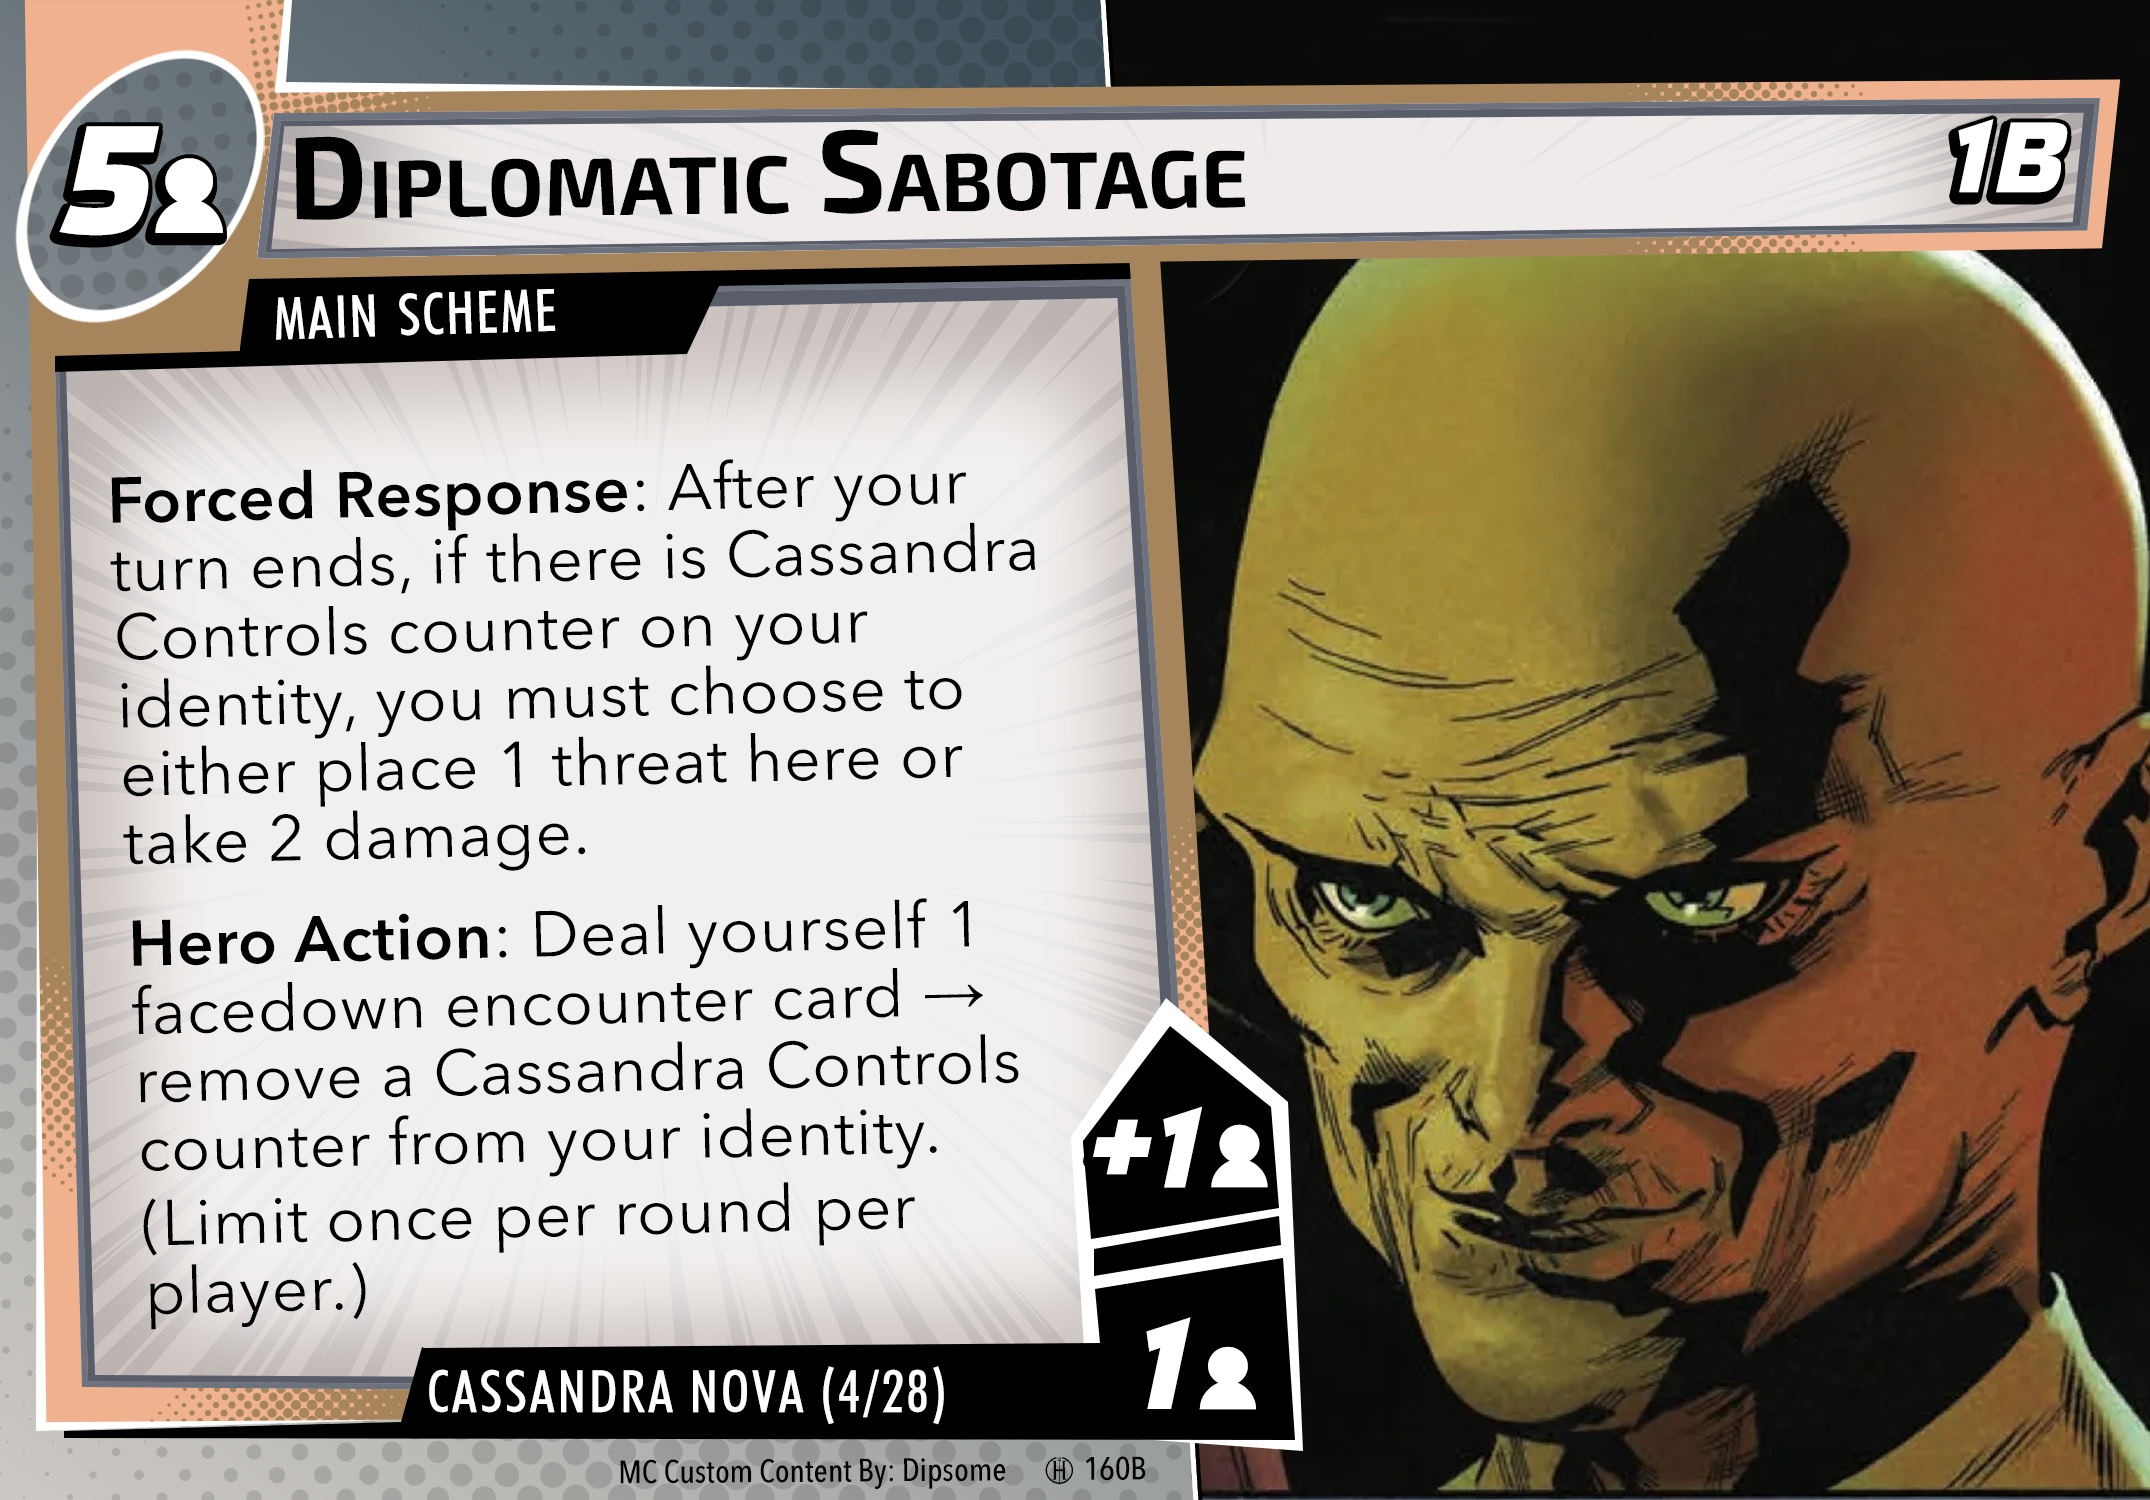 5
Diplomatic Sabotage
1B
MAIN SCHEME
Forced Response: After your
turn ends, if there is Cassandra
Controls counter on your
identity, you must choose to
either place 1 threat here or
take 2 damage.
Hero Action: Deal yourself 1
facedown encounter card →
remove a Cassandra Controls
counter from your identity.
(Limit once per round per
player.)
+1
1
CASSANDRA NOVA (4/28)
MC Custom Content By: Dipsome
160B